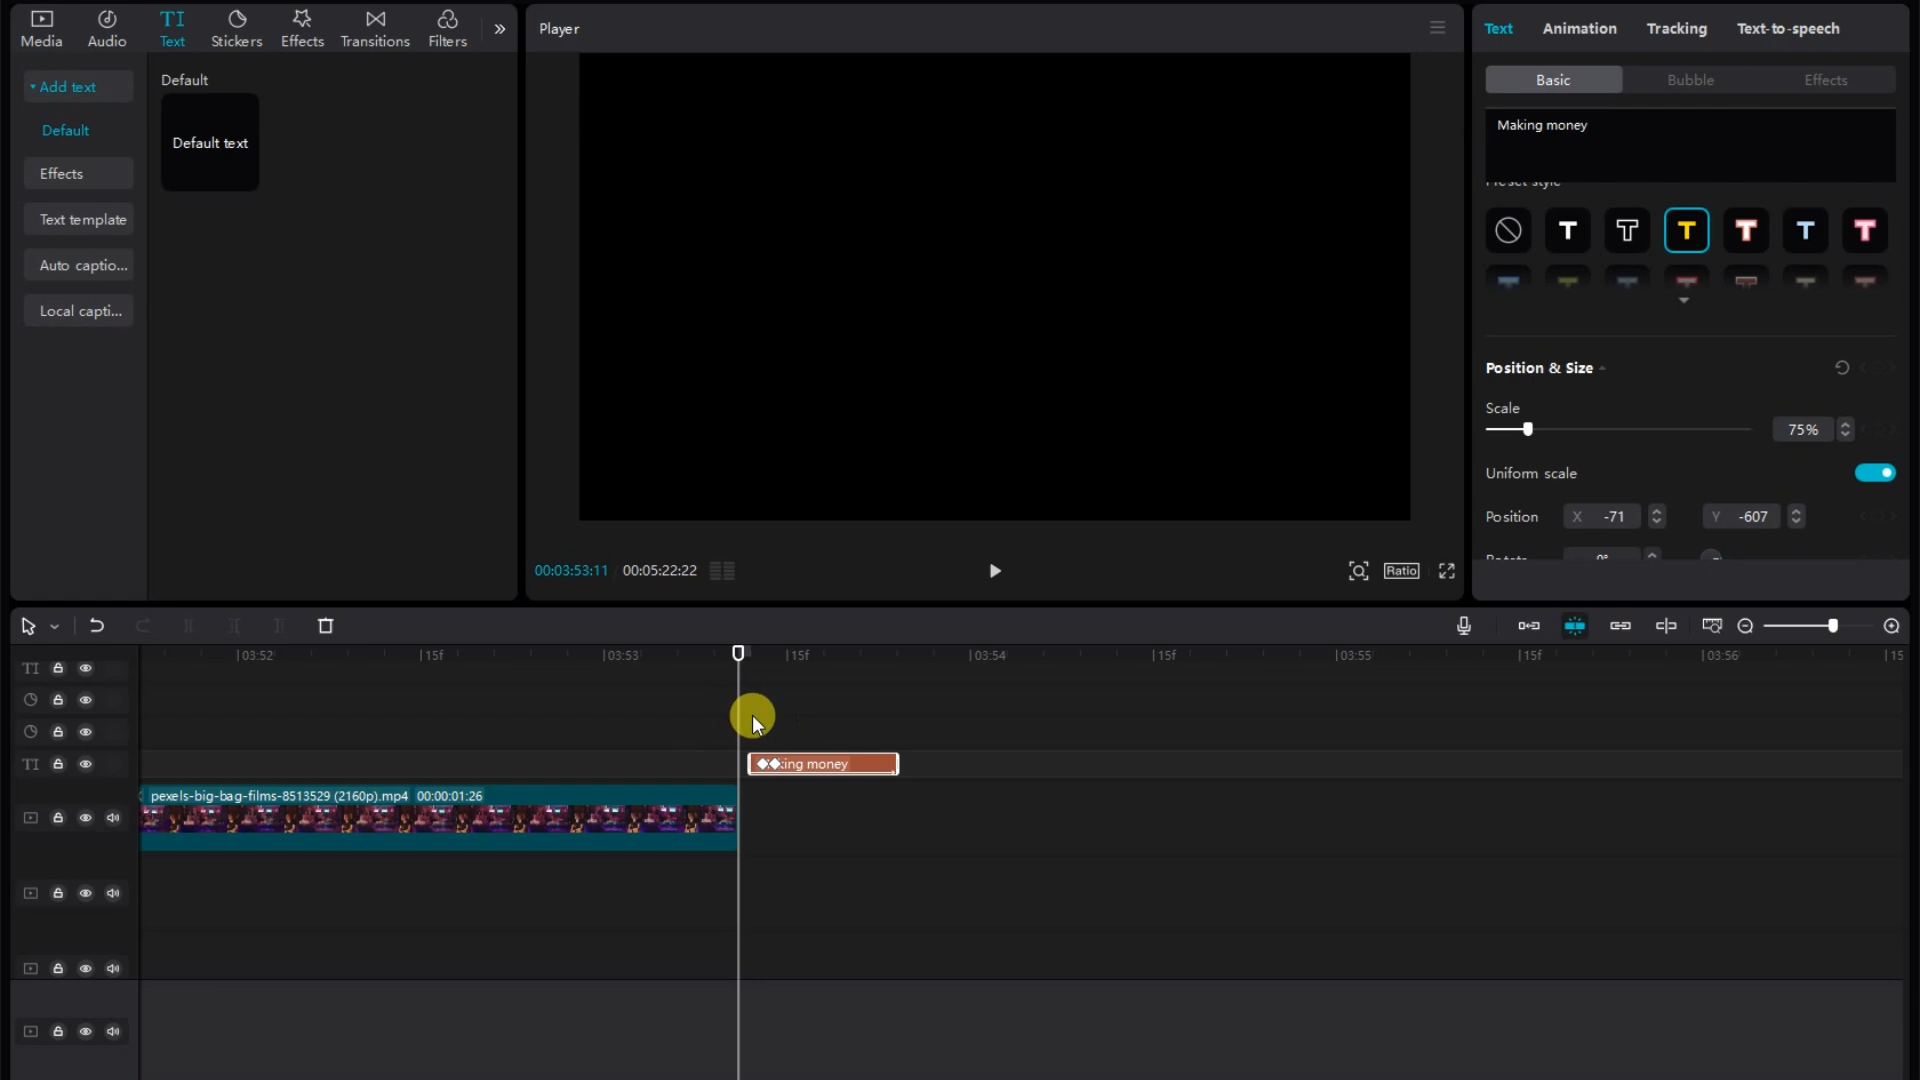 Media Audio Text Stickers Effects Transitions Filters
Player
Text Animation Tracking Text-to-speech
Add text
Default
Effects
Text template
Auto captio...
Local capti...
Default
Default text
Basic Bubble Effects
Making money
Preset style
Position & Size
Scale
75%
Uniform scale
Position X -71 Y -607
Rotate 0°
00:03:53:11 00:05:22:22
Ratio
03:52 15f 03:53 15f 03:54 15f 03:55 15f 03:56 15
king money
pexels-big-bag-films-8513529 (2160p).mp4 00:00:01:26